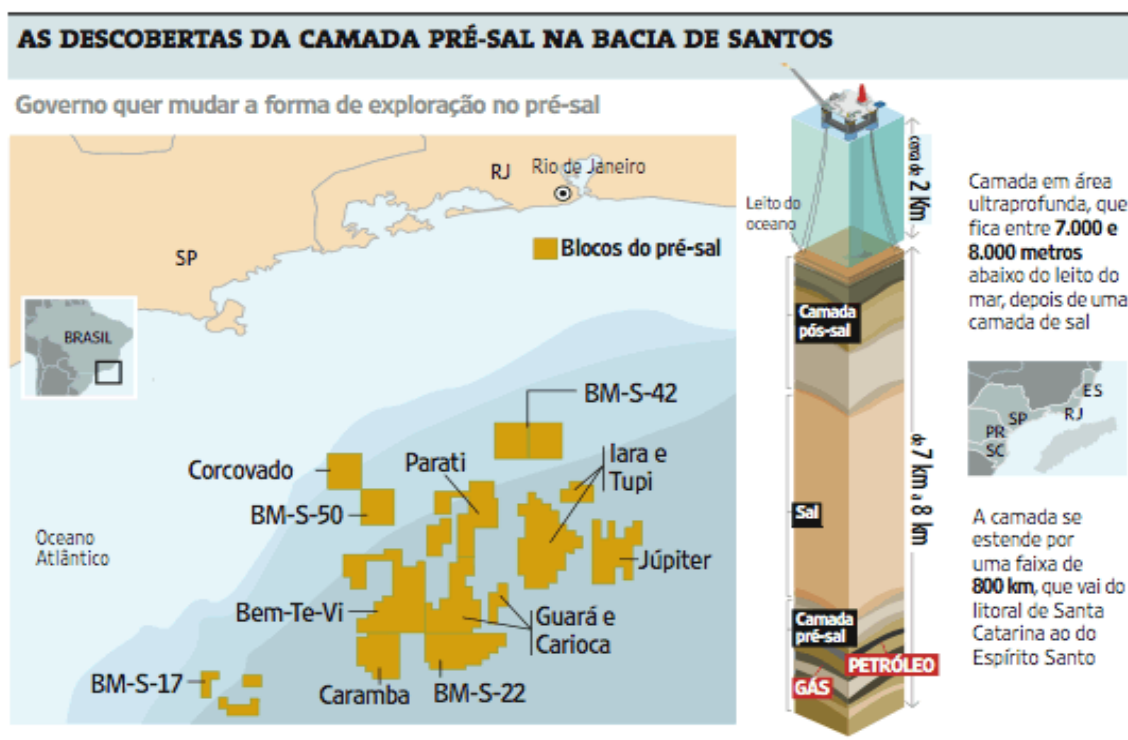 AS DESCOBERTAS DA CAMADA PRÉ-SAL NA BACIA DE SANTOS
Governo quer mudar a forma de exploração no pré-sal
RJ
Rio de Janeiro
SP
Blocos do pré-sal
BRASIL
BM-S-42
Corcovado
Parati
Iara e
Tupi
BM-S-50
Oceano
Atlântico
Júpiter
Bem-Te-Vi
Guará e
Carioca
BM-S-17
Caramba
BM-S-22
cerca de 2 Km
Leito do
oceano
Camada
pós-sal
de 7 km a 8 km
Sal
Camada
pré-sal
PETRÓLEO
GÁS
Camada em área
ultraprofunda, que
fica entre 7.000 e
8.000 metros
abaixo do leito do
mar, depois de uma
camada de sal
ES
SP
RJ
PR
SC
A camada se
estende por
uma faixa de
800 km, que vai do
litoral de Santa
Catarina ao do
Espírito Santo